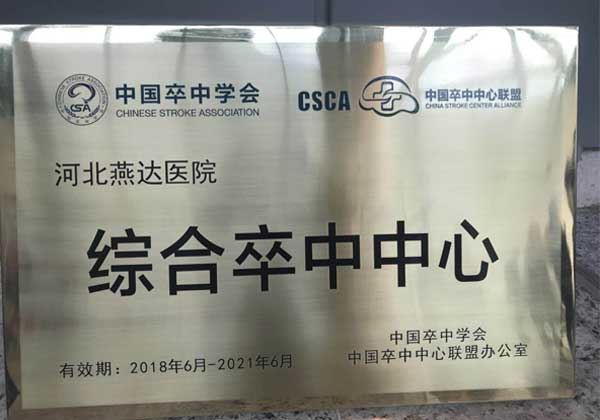 中国卒中学会
CHINESE STROKE ASSOCIATION
CSA
CSCA
中国卒中中心联盟
CHINA STROKE CENTER ALLIANCE
河北燕达医院
综合卒中中心
中国卒中学会
有效期：2018年6月-2021年6月
中国卒中中心联盟办公室